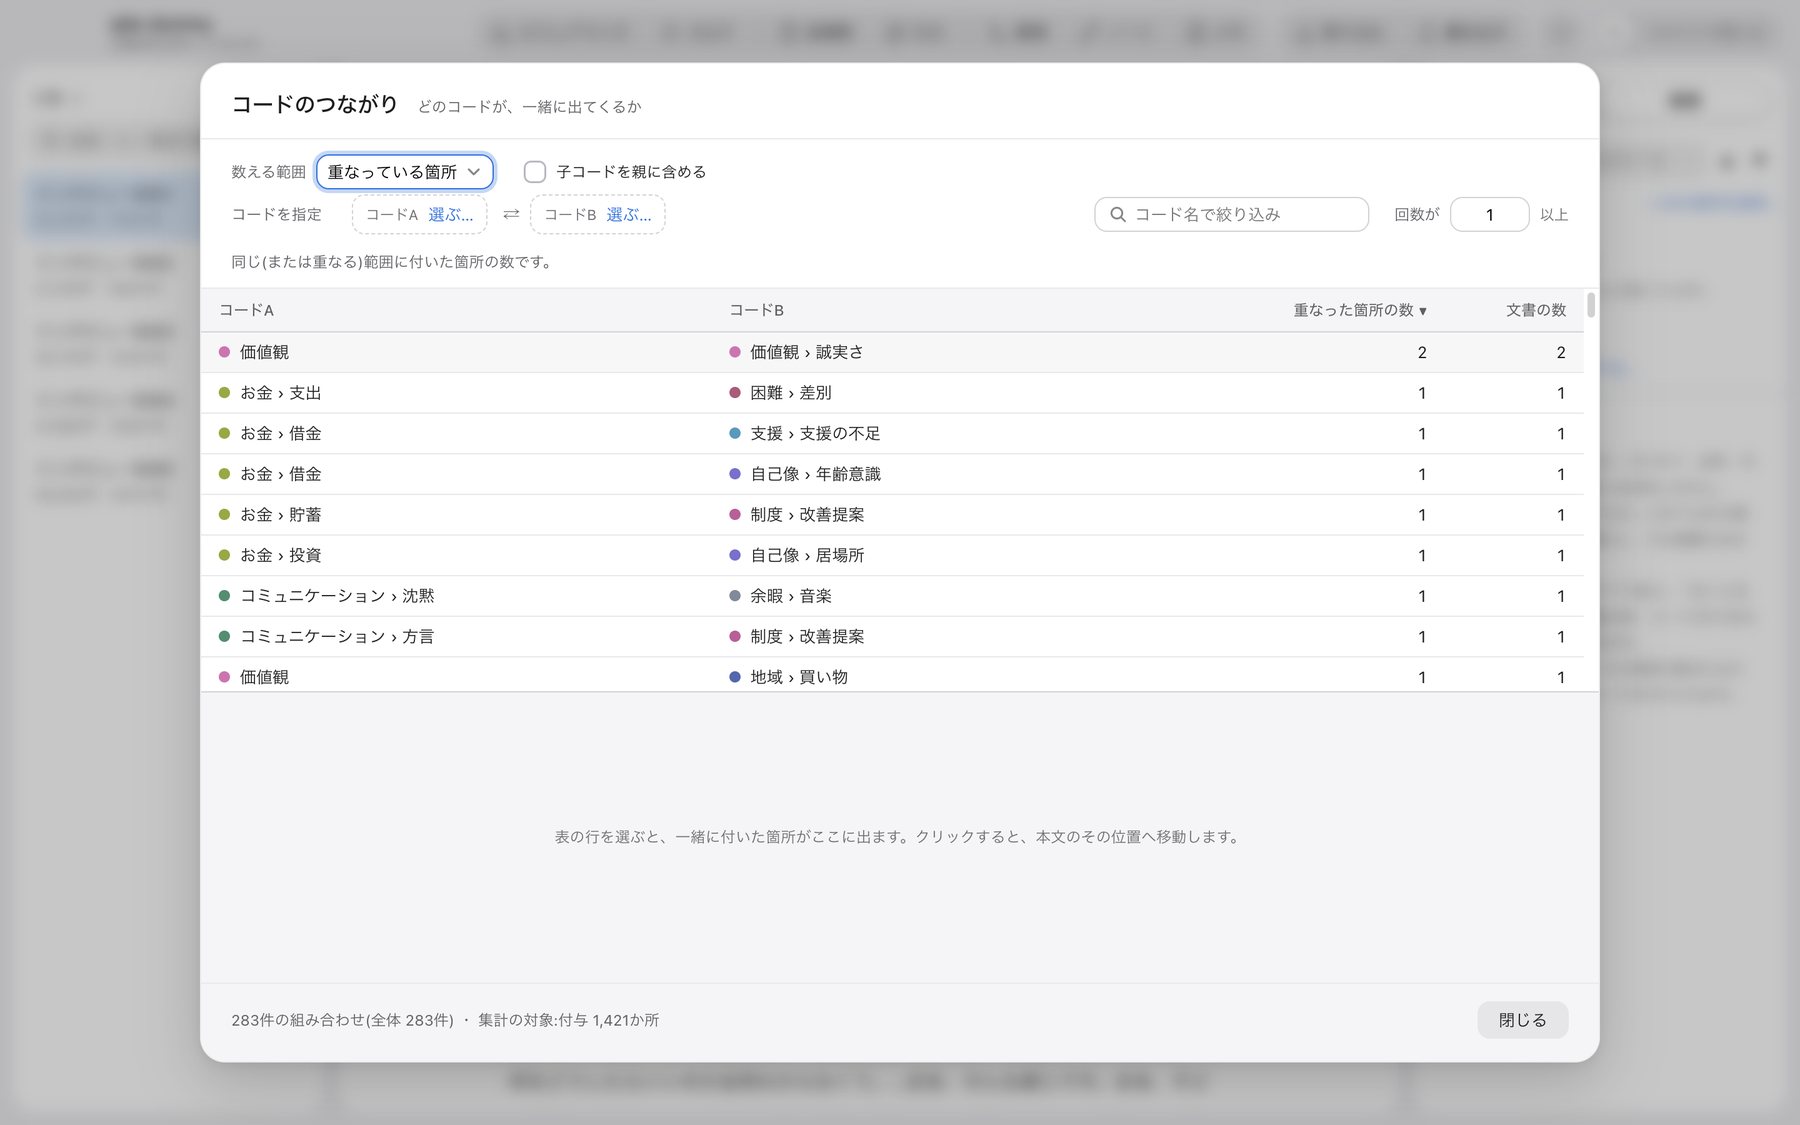 コードのつながり どのコードが、一緒に出てくるか
数える範囲 重なっている箇所 子コードを親に含める
コードを指定 コードA 選ぶ... ⇄ コードB 選ぶ... コード名で絞り込み 回数が 1 以上
同じ(または重なる)範囲に付いた箇所の数です。
コードA コードB 重なった箇所の数 ▼ 文書の数
価値観 価値観 › 誠実さ 2 2
お金 › 支出 困難 › 差別 1 1
お金 › 借金 支援 › 支援の不足 1 1
お金 › 借金 自己像 › 年齢意識 1 1
お金 › 貯蓄 制度 › 改善提案 1 1
お金 › 投資 自己像 › 居場所 1 1
コミュニケーション › 沈黙 余暇 › 音楽 1 1
コミュニケーション › 方言 制度 › 改善提案 1 1
価値観 地域 › 買い物 1 1
表の行を選ぶと、一緒に付いた箇所がここに出ます。クリックすると、本文のその位置へ移動します。
283件の組み合わせ(全体 283件) ・ 集計の対象:付与 1,421か所 閉じる